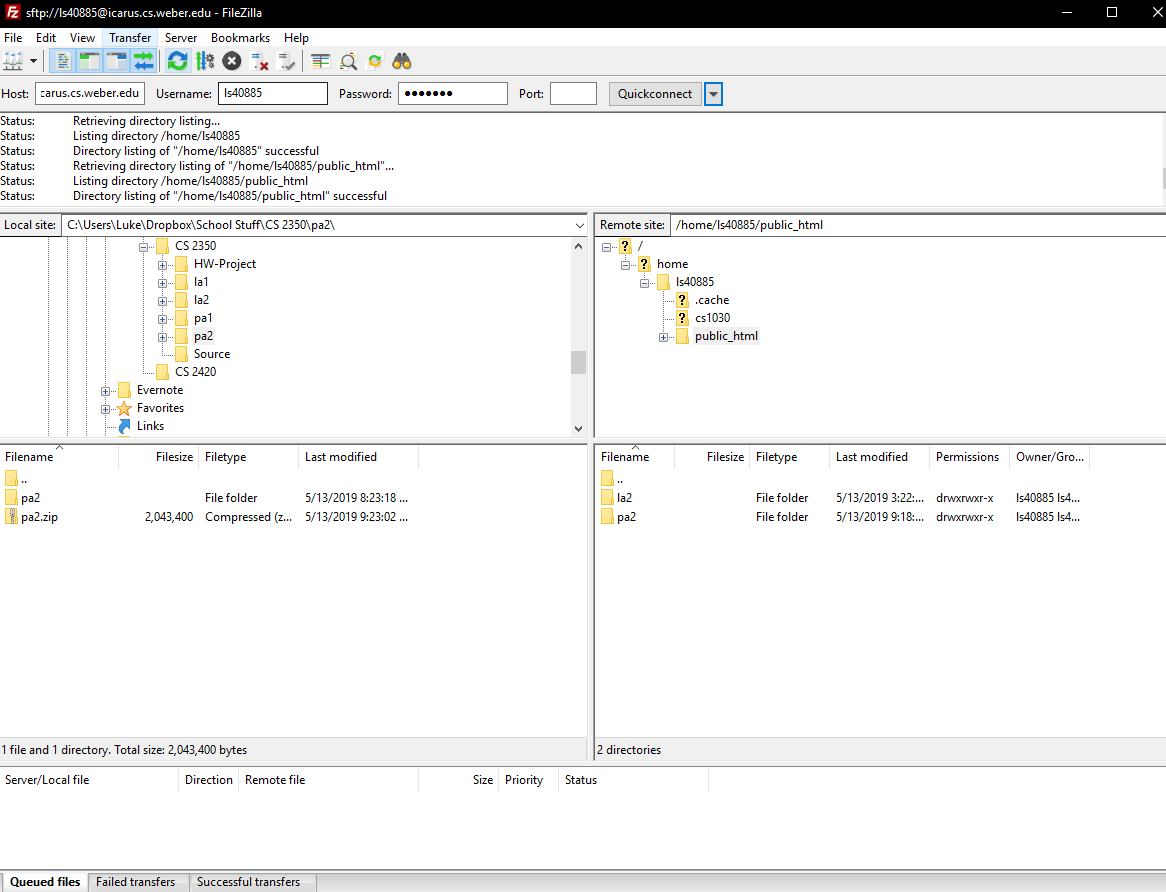 sftp://ls40885@icarus.cs.weber.edu - FileZilla
File Edit View Transfer Server Bookmarks Help
Host: carus.cs.weber.edu Username: ls40885 Password: ●●●●●●● Port: Quickconnect
Status: Retrieving directory listing...
Status: Listing directory /home/ls40885
Status: Directory listing of "/home/ls40885" successful
Status: Retrieving directory listing of "/home/ls40885/public_html"...
Status: Listing directory /home/ls40885/public_html
Status: Directory listing of "/home/ls40885/public_html" successful
Local site: C:\Users\Luke\Dropbox\School Stuff\CS 2350\pa2\
CS 2350
HW-Project
la1
la2
pa1
pa2
Source
CS 2420
Evernote
Favorites
Links
Remote site: /home/ls40885/public_html
/
home
ls40885
.cache
cs1030
public_html
Filename Filesize Filetype Last modified
..
pa2 File folder 5/13/2019 8:23:18 ...
pa2.zip 2,043,400 Compressed (z... 5/13/2019 9:23:02 ...
1 file and 1 directory. Total size: 2,043,400 bytes
Filename Filesize Filetype Last modified Permissions Owner/Gro...
..
la2 File folder 5/13/2019 3:22:... drwxrwxr-x ls40885 ls4...
pa2 File folder 5/13/2019 9:18:... drwxrwxr-x ls40885 ls4...
2 directories
Server/Local file Direction Remote file Size Priority Status
Queued files Failed transfers Successful transfers